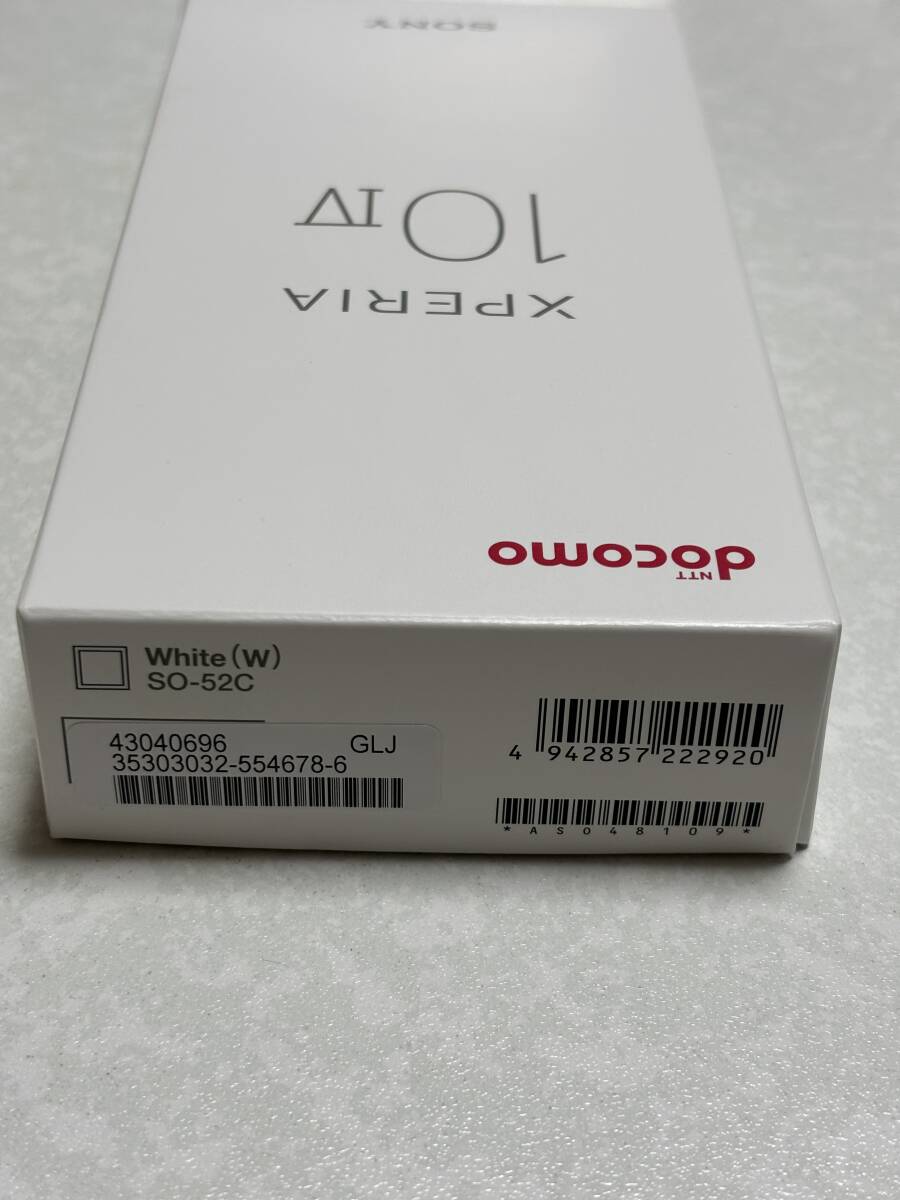 SONY
10 IV
XPERIA
NTT
docomo
White(W)
SO-52C
43040696 GLJ
35303032-554678-6
4 942857 222920
*AS048109*